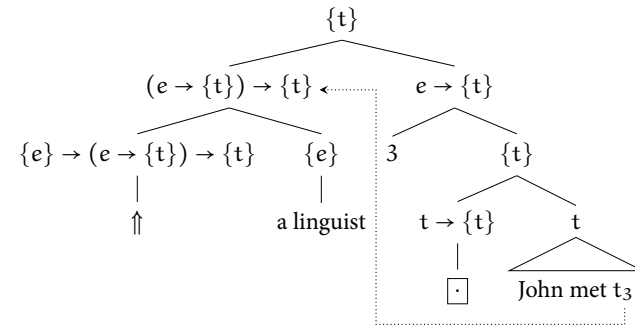 {t}
(e → {t}) → {t} e → {t}
{e} → (e → {t}) → {t} {e} 3 {t}
⇑ a linguist t → {t} t
· John met t₃